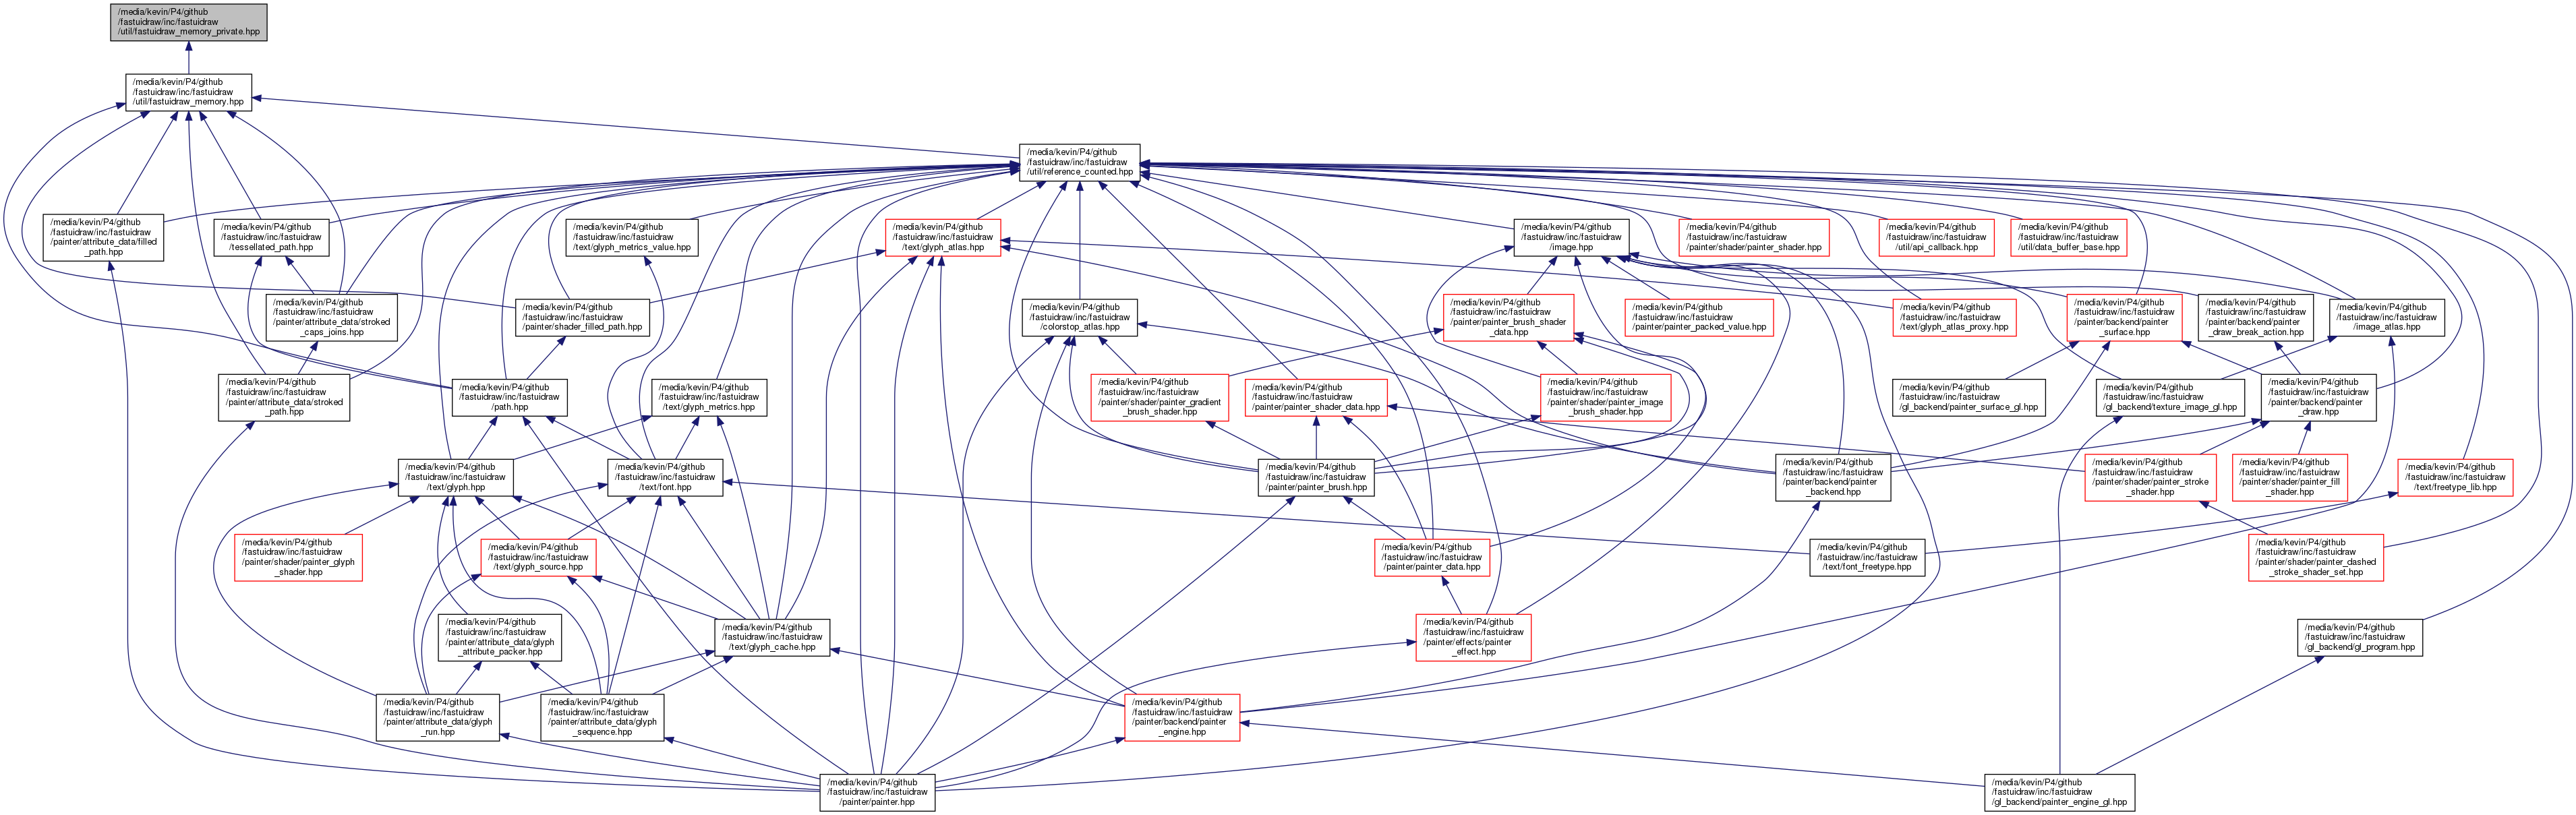 /media/kevin/P4/github
/fastuidraw/inc/fastuidraw
/util/fastuidraw_memory_private.hpp
/media/kevin/P4/github
/fastuidraw/inc/fastuidraw
/util/fastuidraw_memory.hpp
/media/kevin/P4/github
/fastuidraw/inc/fastuidraw
/util/reference_counted.hpp
/media/kevin/P4/github
/fastuidraw/inc/fastuidraw
/painter/attribute_data/filled
_path.hpp
/media/kevin/P4/github
/fastuidraw/inc/fastuidraw
/tessellated_path.hpp
/media/kevin/P4/github
/fastuidraw/inc/fastuidraw
/text/glyph_metrics_value.hpp
/media/kevin/P4/github
/fastuidraw/inc/fastuidraw
/text/glyph_atlas.hpp
/media/kevin/P4/github
/fastuidraw/inc/fastuidraw
/image.hpp
/media/kevin/P4/github
/fastuidraw/inc/fastuidraw
/painter/shader/painter_shader.hpp
/media/kevin/P4/github
/fastuidraw/inc/fastuidraw
/util/api_callback.hpp
/media/kevin/P4/github
/fastuidraw/inc/fastuidraw
/util/data_buffer_base.hpp
/media/kevin/P4/github
/fastuidraw/inc/fastuidraw
/painter/attribute_data/stroked
_caps_joins.hpp
/media/kevin/P4/github
/fastuidraw/inc/fastuidraw
/painter/shader_filled_path.hpp
/media/kevin/P4/github
/fastuidraw/inc/fastuidraw
/colorstop_atlas.hpp
/media/kevin/P4/github
/fastuidraw/inc/fastuidraw
/painter/painter_brush_shader
_data.hpp
/media/kevin/P4/github
/fastuidraw/inc/fastuidraw
/painter/painter_packed_value.hpp
/media/kevin/P4/github
/fastuidraw/inc/fastuidraw
/text/glyph_atlas_proxy.hpp
/media/kevin/P4/github
/fastuidraw/inc/fastuidraw
/painter/backend/painter
_surface.hpp
/media/kevin/P4/github
/fastuidraw/inc/fastuidraw
/painter/backend/painter
_draw_break_action.hpp
/media/kevin/P4/github
/fastuidraw/inc/fastuidraw
/image_atlas.hpp
/media/kevin/P4/github
/fastuidraw/inc/fastuidraw
/painter/attribute_data/stroked
_path.hpp
/media/kevin/P4/github
/fastuidraw/inc/fastuidraw
/path.hpp
/media/kevin/P4/github
/fastuidraw/inc/fastuidraw
/text/glyph_metrics.hpp
/media/kevin/P4/github
/fastuidraw/inc/fastuidraw
/painter/shader/painter_gradient
_brush_shader.hpp
/media/kevin/P4/github
/fastuidraw/inc/fastuidraw
/painter/painter_shader_data.hpp
/media/kevin/P4/github
/fastuidraw/inc/fastuidraw
/painter/shader/painter_image
_brush_shader.hpp
/media/kevin/P4/github
/fastuidraw/inc/fastuidraw
/gl_backend/painter_surface_gl.hpp
/media/kevin/P4/github
/fastuidraw/inc/fastuidraw
/gl_backend/texture_image_gl.hpp
/media/kevin/P4/github
/fastuidraw/inc/fastuidraw
/painter/backend/painter
_draw.hpp
/media/kevin/P4/github
/fastuidraw/inc/fastuidraw
/text/glyph.hpp
/media/kevin/P4/github
/fastuidraw/inc/fastuidraw
/text/font.hpp
/media/kevin/P4/github
/fastuidraw/inc/fastuidraw
/painter/painter_brush.hpp
/media/kevin/P4/github
/fastuidraw/inc/fastuidraw
/painter/backend/painter
_backend.hpp
/media/kevin/P4/github
/fastuidraw/inc/fastuidraw
/painter/shader/painter_stroke
_shader.hpp
/media/kevin/P4/github
/fastuidraw/inc/fastuidraw
/painter/shader/painter_fill
_shader.hpp
/media/kevin/P4/github
/fastuidraw/inc/fastuidraw
/text/freetype_lib.hpp
/media/kevin/P4/github
/fastuidraw/inc/fastuidraw
/painter/shader/painter_glyph
_shader.hpp
/media/kevin/P4/github
/fastuidraw/inc/fastuidraw
/text/glyph_source.hpp
/media/kevin/P4/github
/fastuidraw/inc/fastuidraw
/painter/painter_data.hpp
/media/kevin/P4/github
/fastuidraw/inc/fastuidraw
/text/font_freetype.hpp
/media/kevin/P4/github
/fastuidraw/inc/fastuidraw
/painter/shader/painter_dashed
_stroke_shader_set.hpp
/media/kevin/P4/github
/fastuidraw/inc/fastuidraw
/painter/attribute_data/glyph
_attribute_packer.hpp
/media/kevin/P4/github
/fastuidraw/inc/fastuidraw
/text/glyph_cache.hpp
/media/kevin/P4/github
/fastuidraw/inc/fastuidraw
/painter/effects/painter
_effect.hpp
/media/kevin/P4/github
/fastuidraw/inc/fastuidraw
/gl_backend/gl_program.hpp
/media/kevin/P4/github
/fastuidraw/inc/fastuidraw
/painter/attribute_data/glyph
_run.hpp
/media/kevin/P4/github
/fastuidraw/inc/fastuidraw
/painter/attribute_data/glyph
_sequence.hpp
/media/kevin/P4/github
/fastuidraw/inc/fastuidraw
/painter/backend/painter
_engine.hpp
/media/kevin/P4/github
/fastuidraw/inc/fastuidraw
/painter/painter.hpp
/media/kevin/P4/github
/fastuidraw/inc/fastuidraw
/gl_backend/painter_engine_gl.hpp